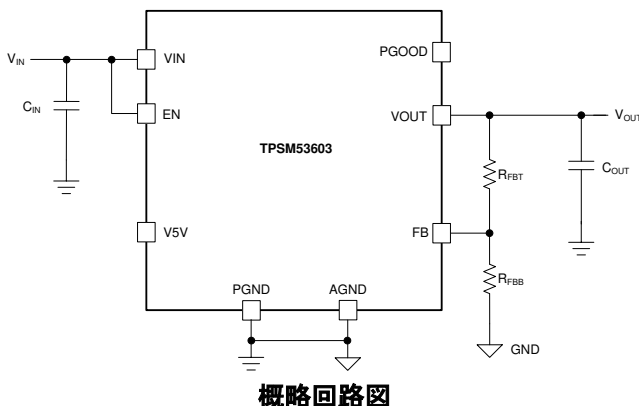 VIN
VIN
PGOOD
CIN
EN
VOUT
VOUT
TPSM53603
RFBT
COUT
V5V
FB
RFBB
PGND
AGND
GND
概略回路図